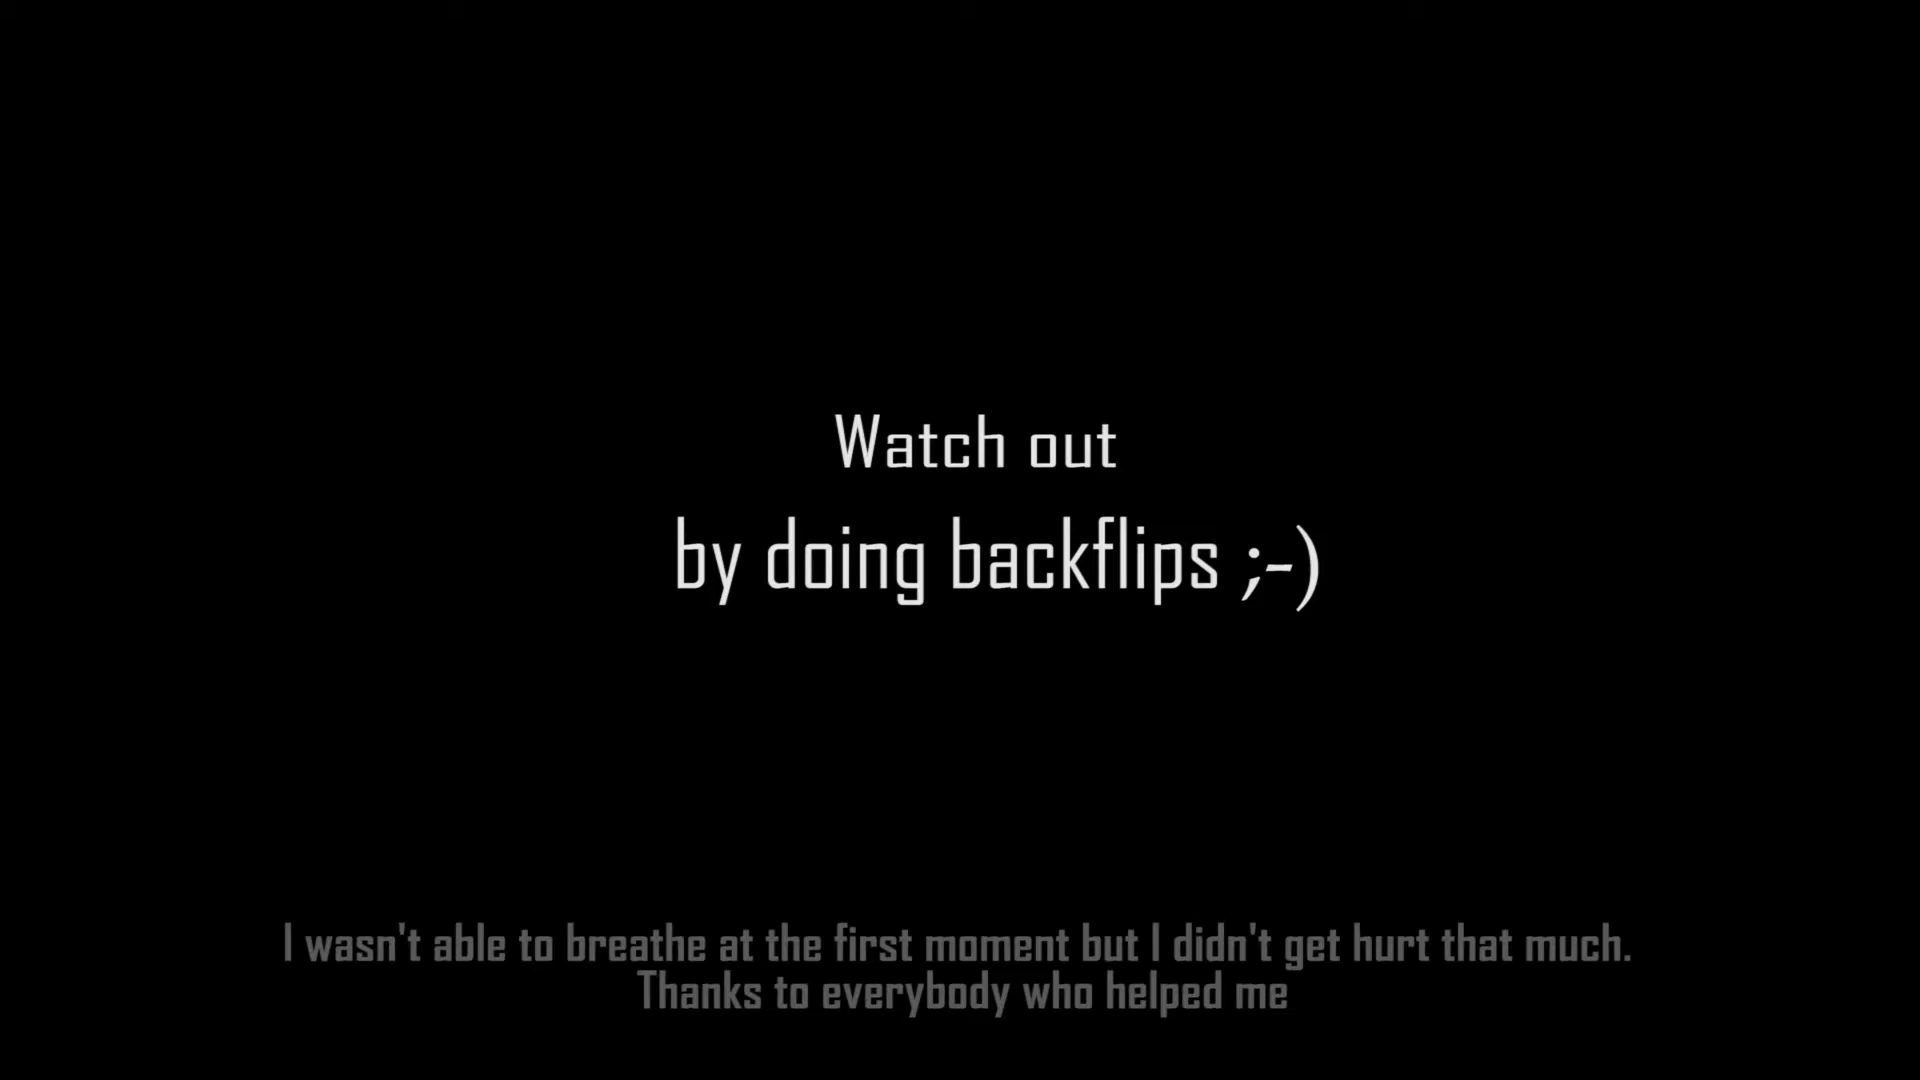 Watch out
by doing backflips ;-)
I wasn't able to breathe at the first moment but I didn't get hurt that much.
Thanks to everybody who helped me